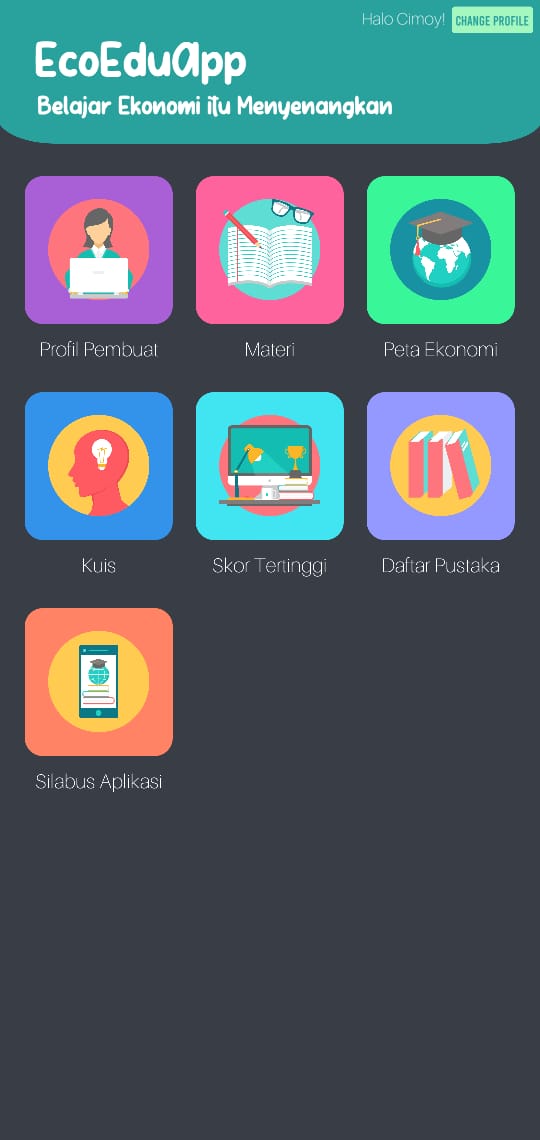 Halo Cimoy! CHANGE PROFILE
EcoEduApp
Belajar Ekonomi itu Menyenangkan
Profil Pembuat
Materi
Peta Ekonomi
Kuis
Skor Tertinggi
Daftar Pustaka
Silabus Aplikasi